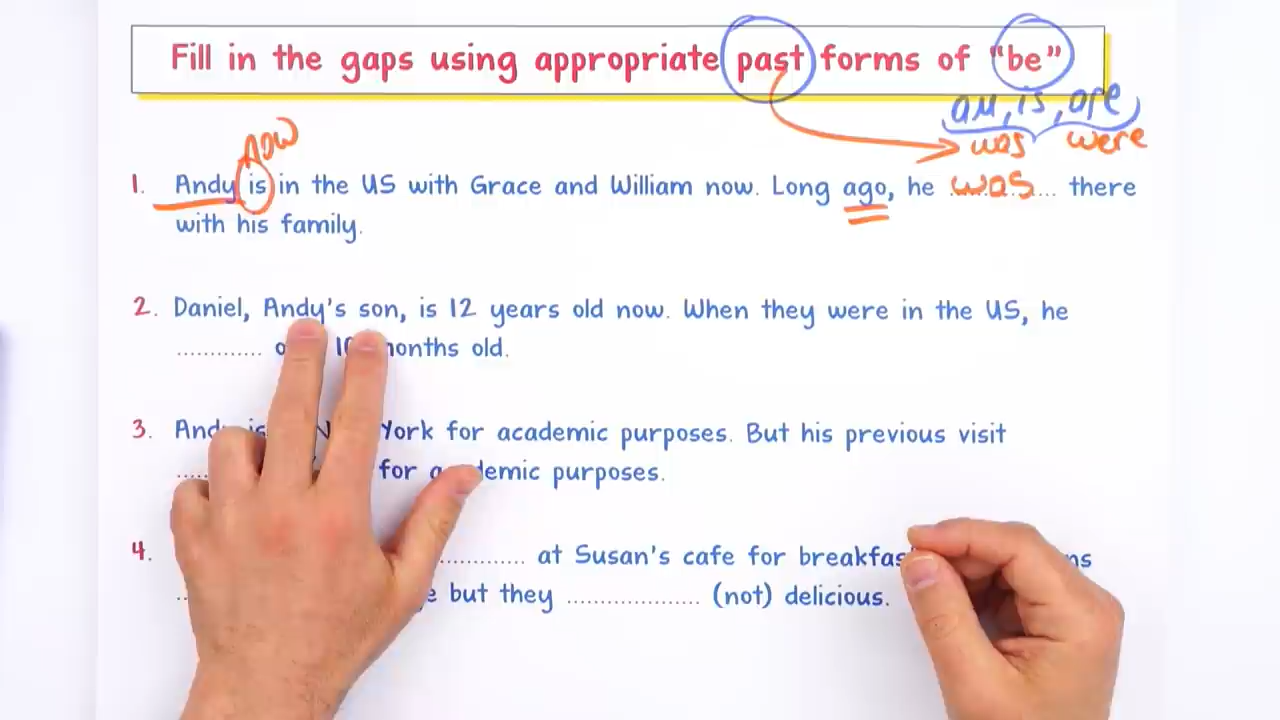 Fill in the gaps using appropriate past forms of "be"
am, is, are
was were
now
1. Andy is in the US with Grace and William now. Long ago, he was there
with his family.
2. Daniel, Andy's son, is 12 years old now. When they were in the US, he
............. months old.
3. York for academic purposes. But his previous visit
..... for academic purposes.
4. ............ at Susan's cafe for
but they ................... (not) delicious.